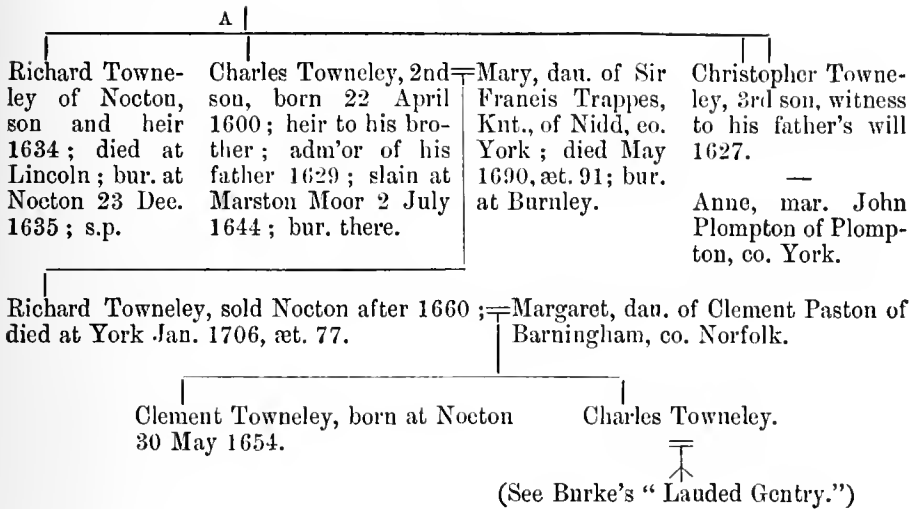 A
Richard Towne-
ley of Nocton,
son and heir
1634 ; died at
Lincoln ; bur. at
Nocton 23 Dec.
1635 ; s.p.
Charles Towneley, 2nd
son, born 22 April
1600 ; heir to his bro-
ther ; adm'or of his
father 1629 ; slain at
Marston Moor 2 July
1644 ; bur. there.
Mary, dau. of Sir
Francis Trappes,
Knt., of Nidd, co.
York ; died May
1690, æt. 91; bur.
at Burnley.
Christopher Towne-
ley, 3rd son, witness
to his father's will
1627.
—
Anne, mar. John
Plompton of Plomp-
ton, co. York.
Richard Towneley, sold Nocton after 1660 ;
died at York Jan. 1706, æt. 77.
Margaret, dau. of Clement Paston of
Barningham, co. Norfolk.
Clement Towneley, born at Nocton
30 May 1654.
Charles Towneley.
(See Burke's “ Landed Gentry.”)